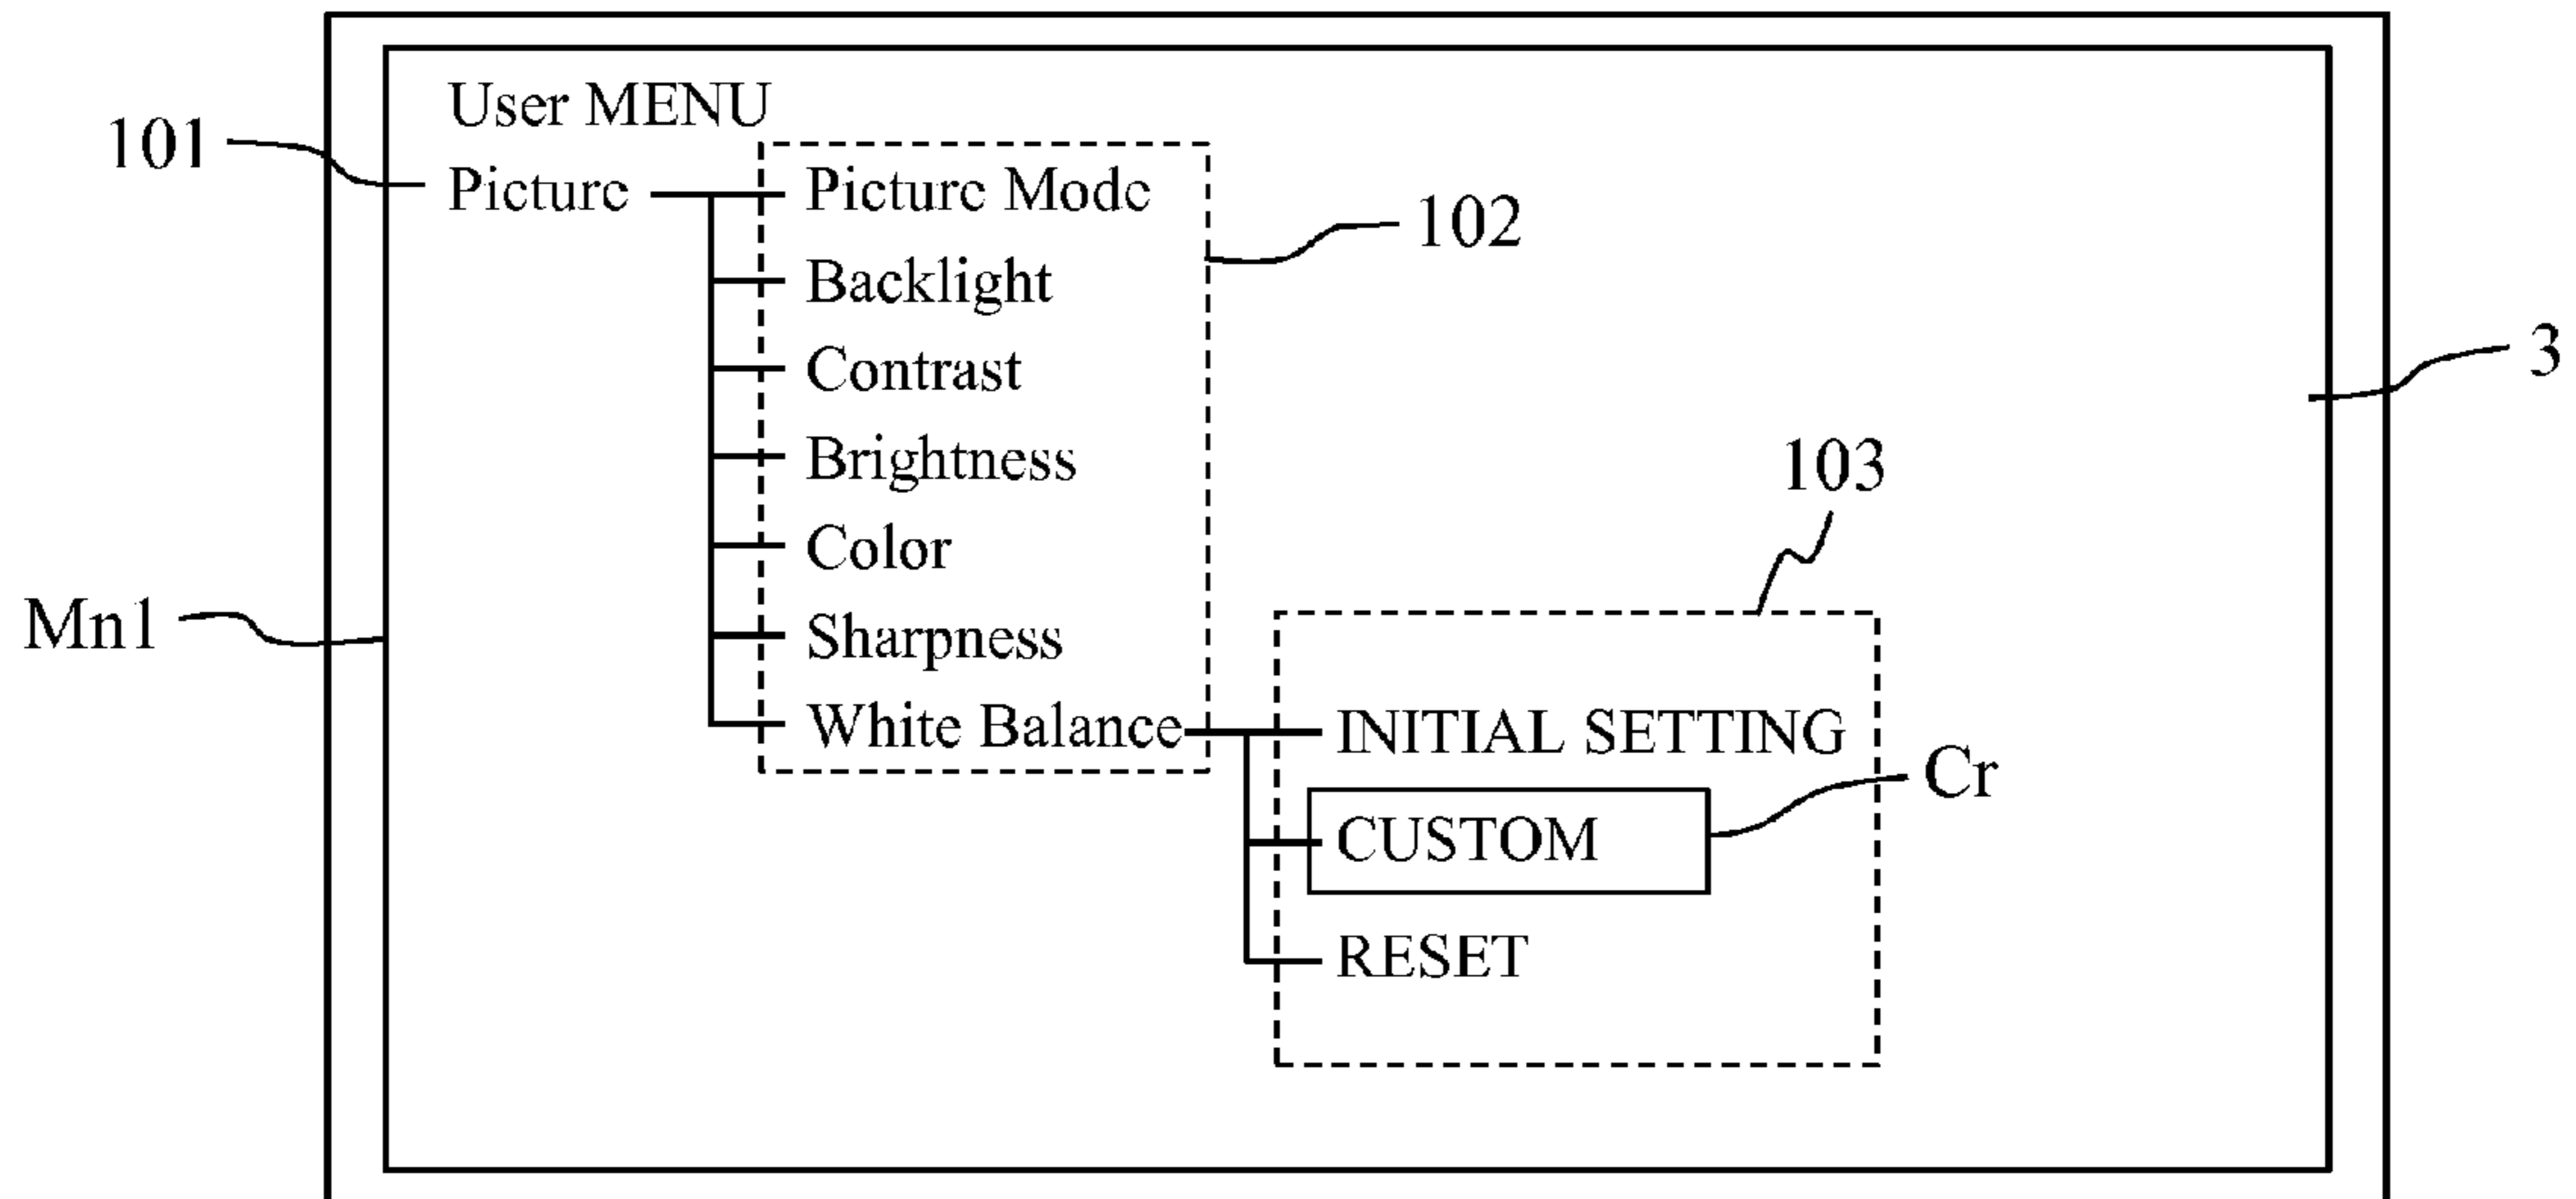 User MENU
101
Picture
Picture Mode
102
Backlight
Contrast
3
Brightness
103
Color
Mn1
Sharpness
White Balance
INITIAL SETTING
Cr
CUSTOM
RESET